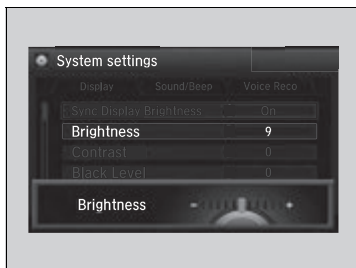 System settings
Display Sound/Beep Voice Reco
Sync Display Brightness On
Brightness 9
Contrast 0
Black Level 0
Brightness - +